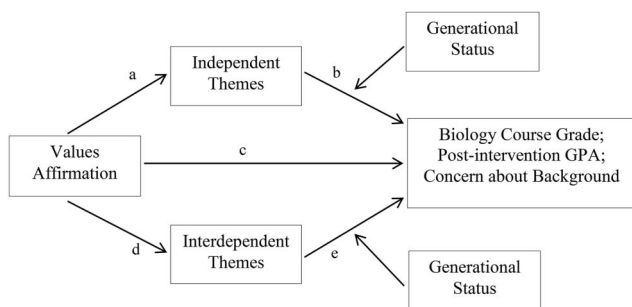 Generational
Status
Independent
Themes
a
b
Values
Affirmation
c
Biology Course Grade;
Post-intervention GPA;
Concern about Background
d
Interdependent
Themes
e
Generational
Status